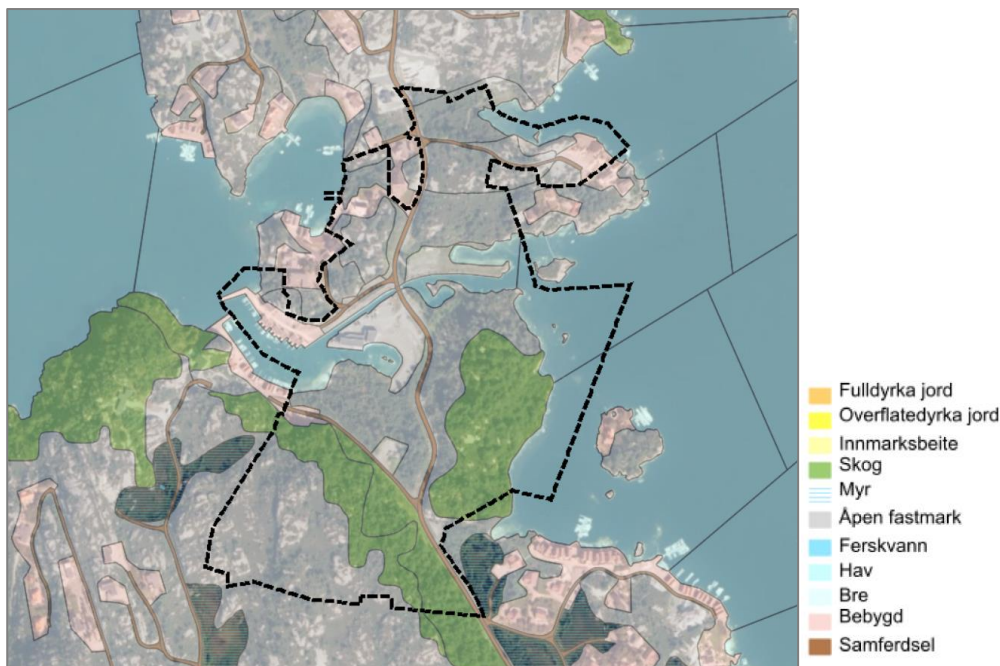 Fulldyrka jord
Overflatedyrka jord
Innmarksbeite
Skog
Myr
Åpen fastmark
Ferskvann
Hav
Bre
Bebygd
Samferdsel